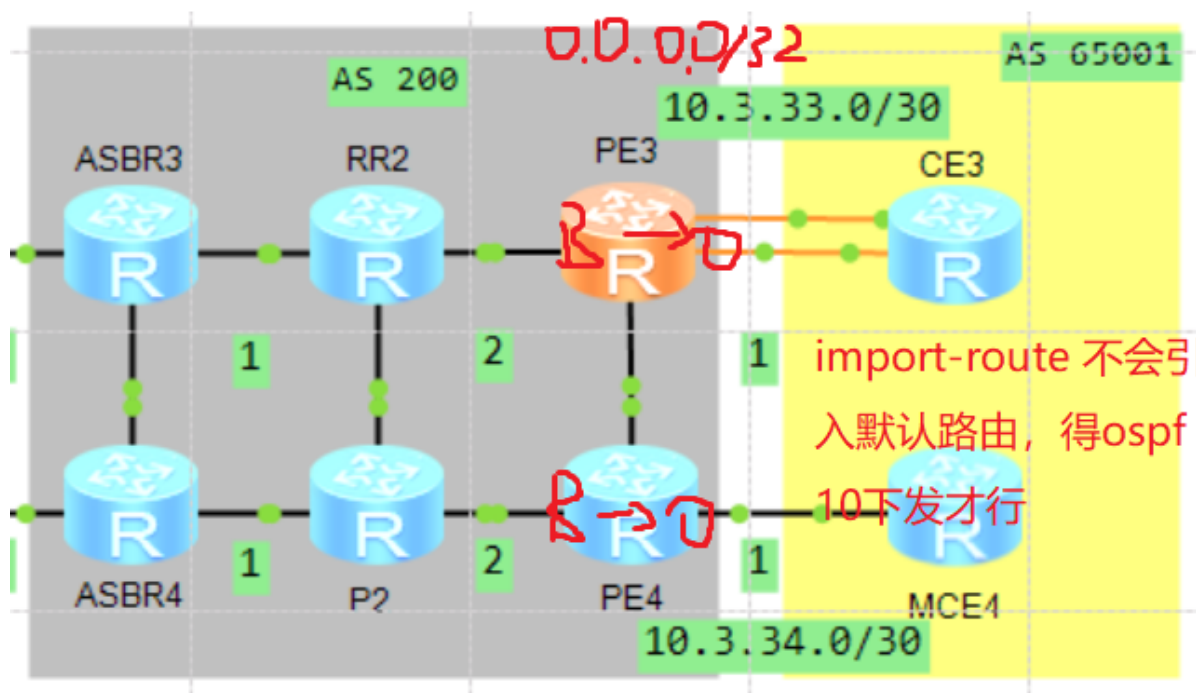 0.0.0.0/32
AS 200
AS 65001
10.3.33.0/30
ASBR3
RR2
PE3
CE3
R
R
R→O
R
R
1
2
1
import-route 不会引
入默认路由，得ospf
10下发才行
R
R
R→O
R
R
1
2
1
ASBR4
P2
PE4
MCE4
10.3.34.0/30